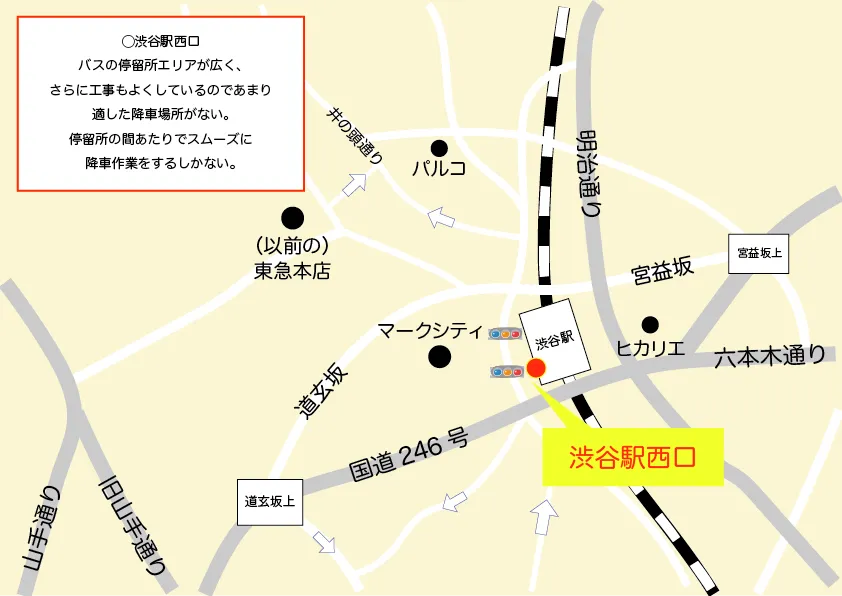 ○渋谷駅西口
バスの停留所エリアが広く、
さらに工事もよくしているのであまり
適した降車場所がない。
停留所の間あたりでスムーズに
降車作業をするしかない。
井の頭通り
パルコ
明治通り
(以前の)
東急本店
宮益坂上
宮益坂
マークシティ
渋谷駅
ヒカリエ
六本木通り
道玄坂
国道246号
渋谷駅西口
道玄坂上
山手通り
旧山手通り